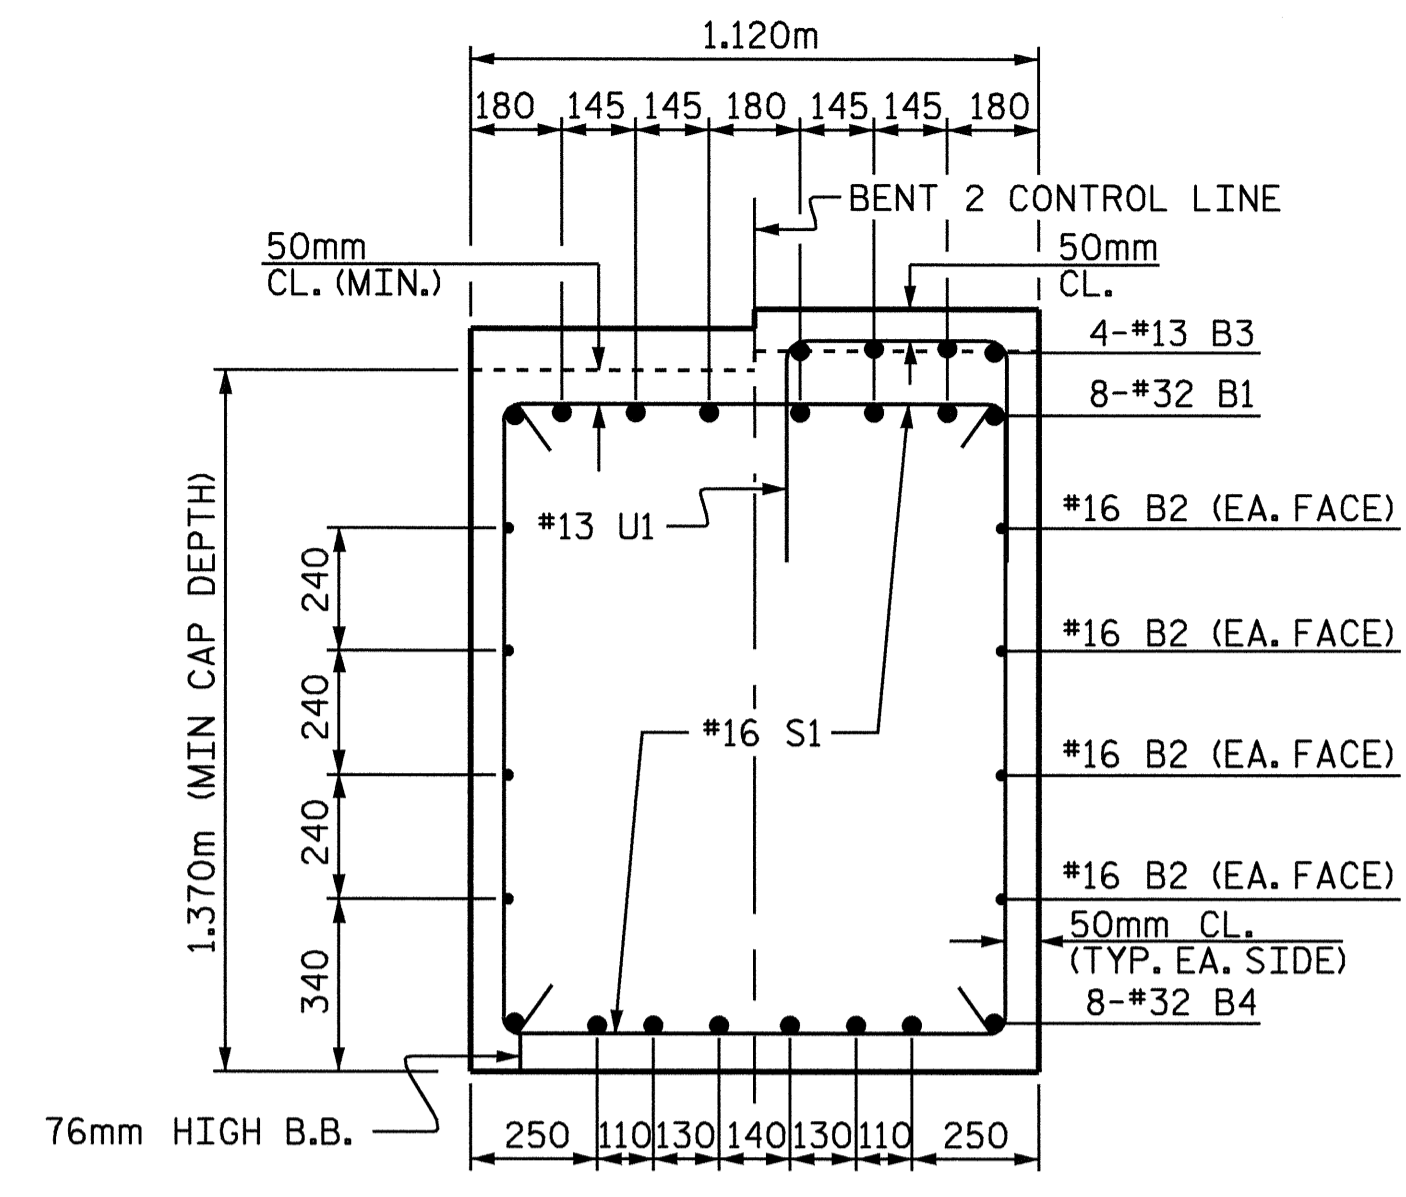 1.120m
180 145 145 180 145 145 180
BENT 2 CONTROL LINE
50mm
CL. (MIN.)
50mm
CL.
4-#13 B3
8-#32 B1
#16 B2 (EA. FACE)
#13 U1
240
#16 B2 (EA. FACE)
240
1.370m (MIN CAP DEPTH)
#16 S1
#16 B2 (EA. FACE)
240
#16 B2 (EA. FACE)
50mm CL.
(TYP. EA. SIDE)
340
8-#32 B4
76mm HIGH B.B.
250 110 130 140 130 110 250